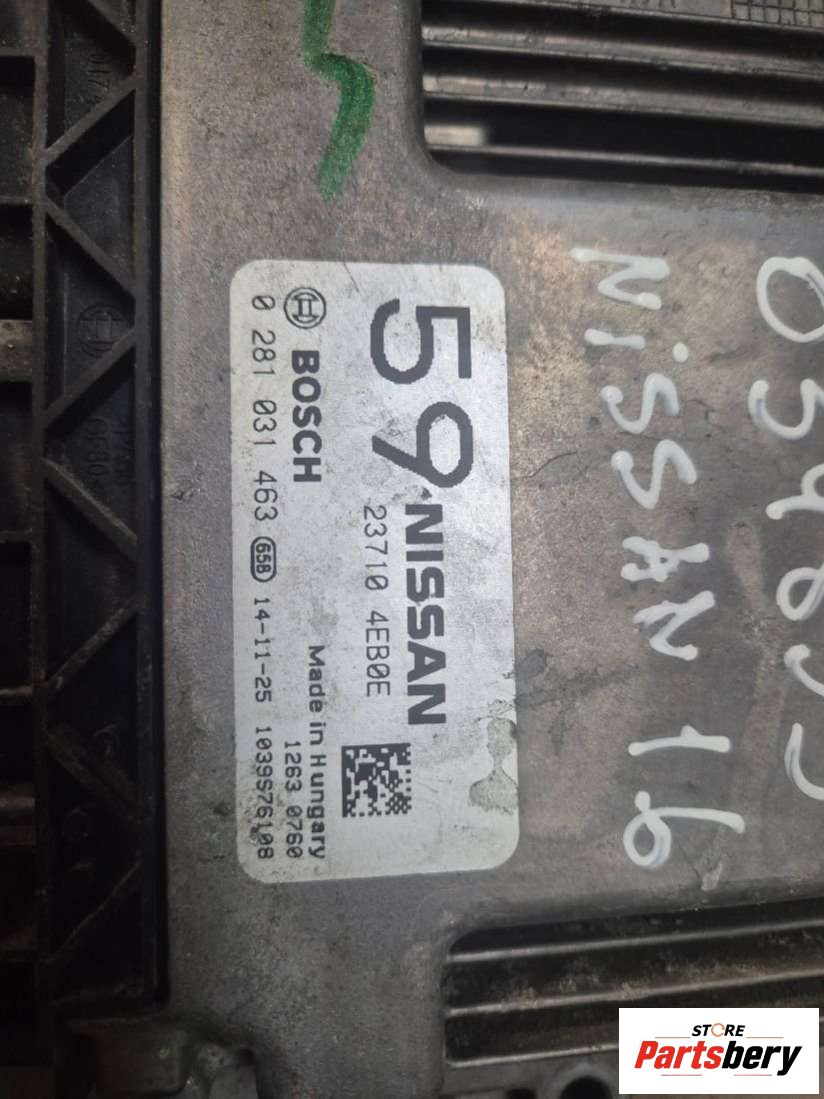 59 NISSAN
23710 4EB0E
BOSCH
Made in Hungary
1263 0760
0 281 031 463 658 14-11-25 1039S76108
NiSSAN 1.6
STORE
Partsbery